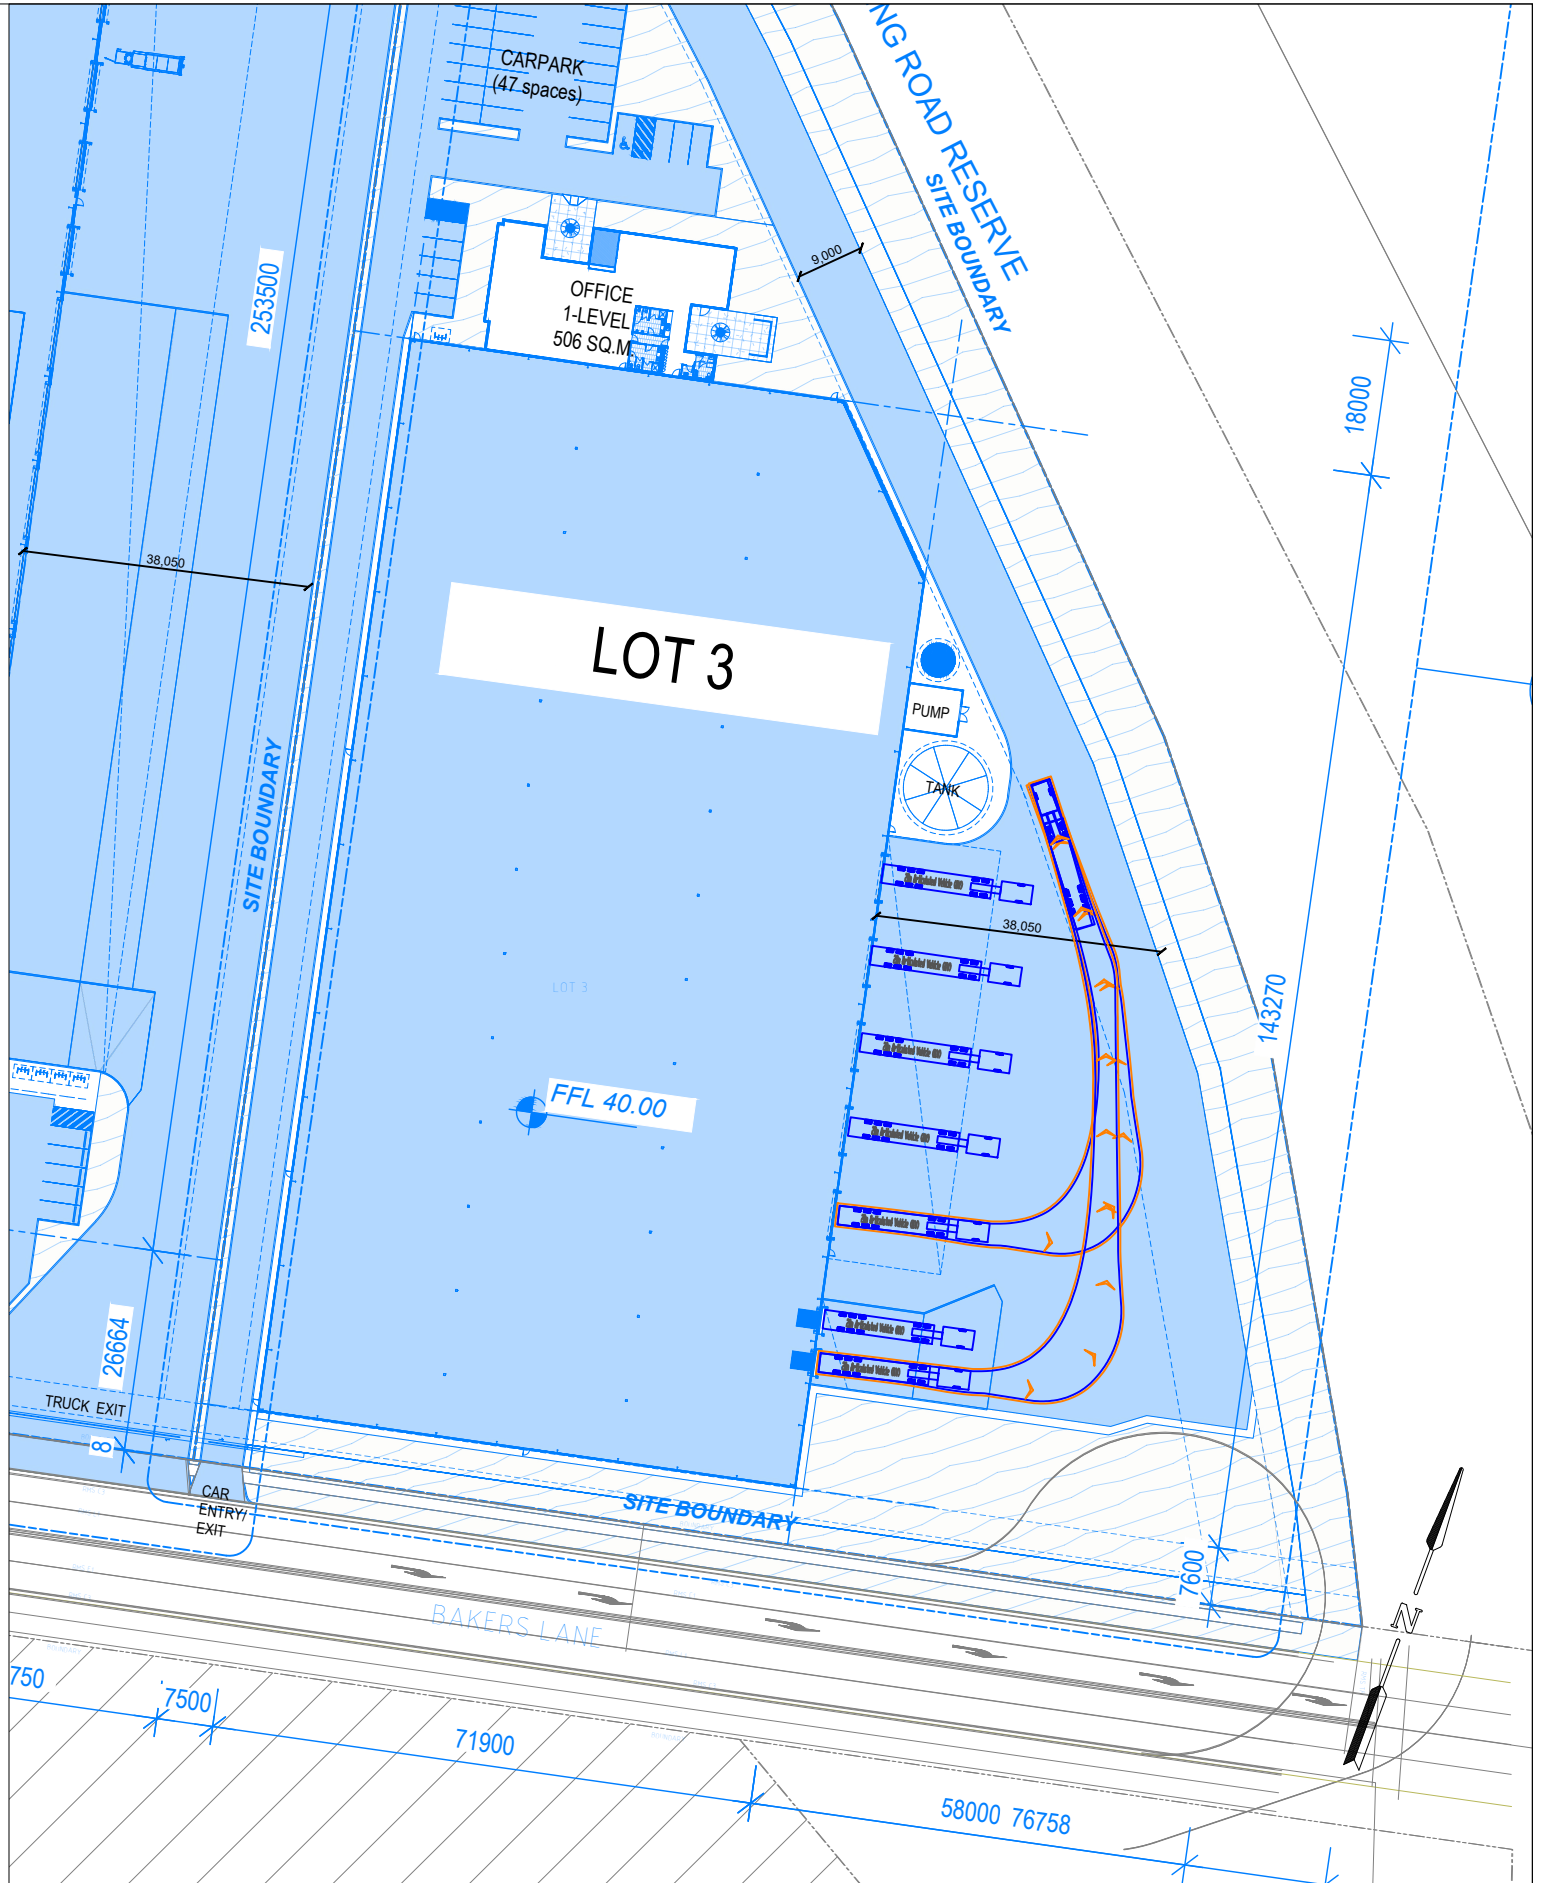 CARPARK
(47 spaces)
NG ROAD RESERVE
SITE BOUNDARY
9,000
253500
OFFICE
1-LEVEL
506 SQ.M
18000
38,050
LOT 3
PUMP
TANK
SITE BOUNDARY
38,050
LOT 3
143270
FFL 40.00
26664
TRUCK EXIT
8
CAR
ENTRY/
EXIT
SITE BOUNDARY
7600
BAKERS LANE
N
750
7500
71900
58000 76758